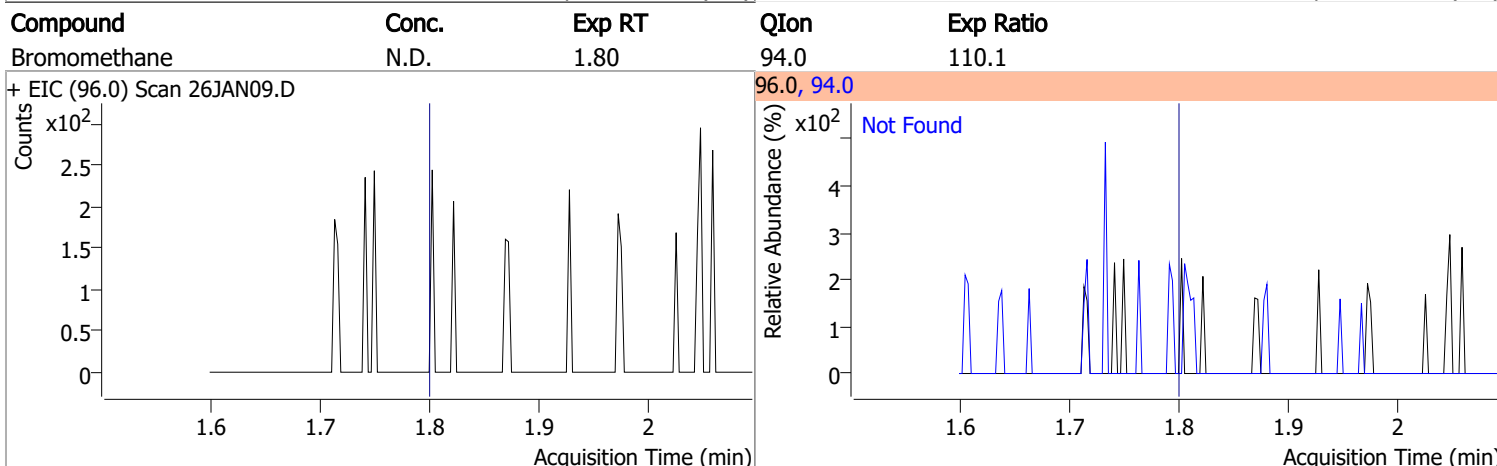 Compound Conc. Exp RT QIon Exp Ratio
Bromomethane N.D. 1.80 94.0 110.1
+ EIC (96.0) Scan 26JAN09.D
96.0, 94.0
Counts
x10²
2.5
2
1.5
1
0.5
0
1.6 1.7 1.8 1.9 2
Acquisition Time (min)
Relative Abundance (%)
x10²
Not Found
4
3
2
1
0
1.6 1.7 1.8 1.9 2
Acquisition Time (min)